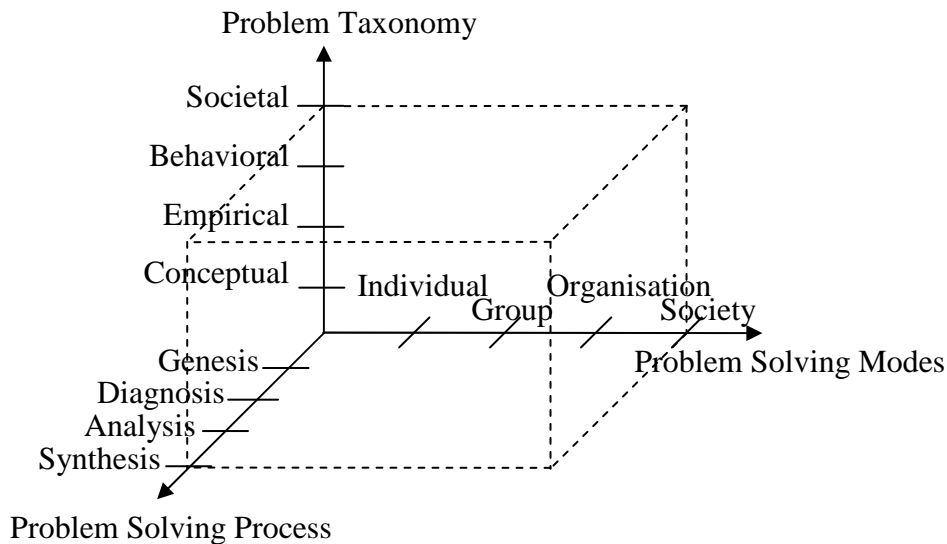 Problem Taxonomy
Societal
Behavioral
Empirical
Conceptual
Individual
Organisation
Group
Society
Problem Solving Modes
Genesis
Diagnosis
Analysis
Synthesis
Problem Solving Process